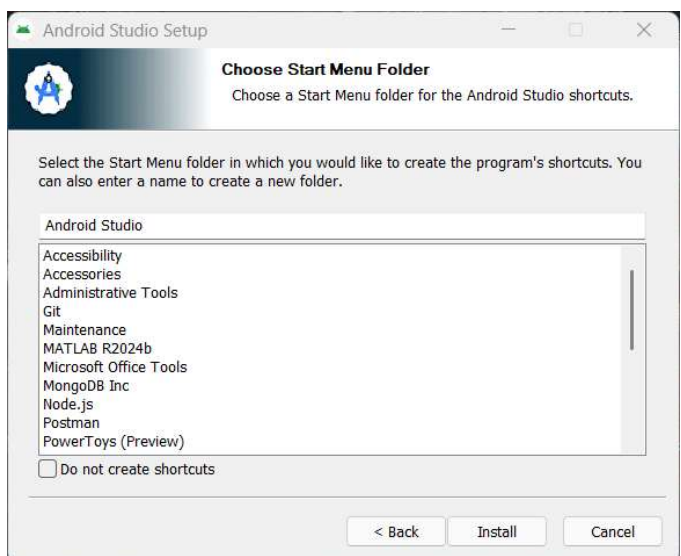 Android Studio Setup
Choose Start Menu Folder
Choose a Start Menu folder for the Android Studio shortcuts.
Select the Start Menu folder in which you would like to create the program's shortcuts. You
can also enter a name to create a new folder.
Android Studio
Accessibility
Accessories
Administrative Tools
Git
Maintenance
MATLAB R2024b
Microsoft Office Tools
MongoDB Inc
Node.js
Postman
PowerToys (Preview)
Do not create shortcuts
< Back Install Cancel